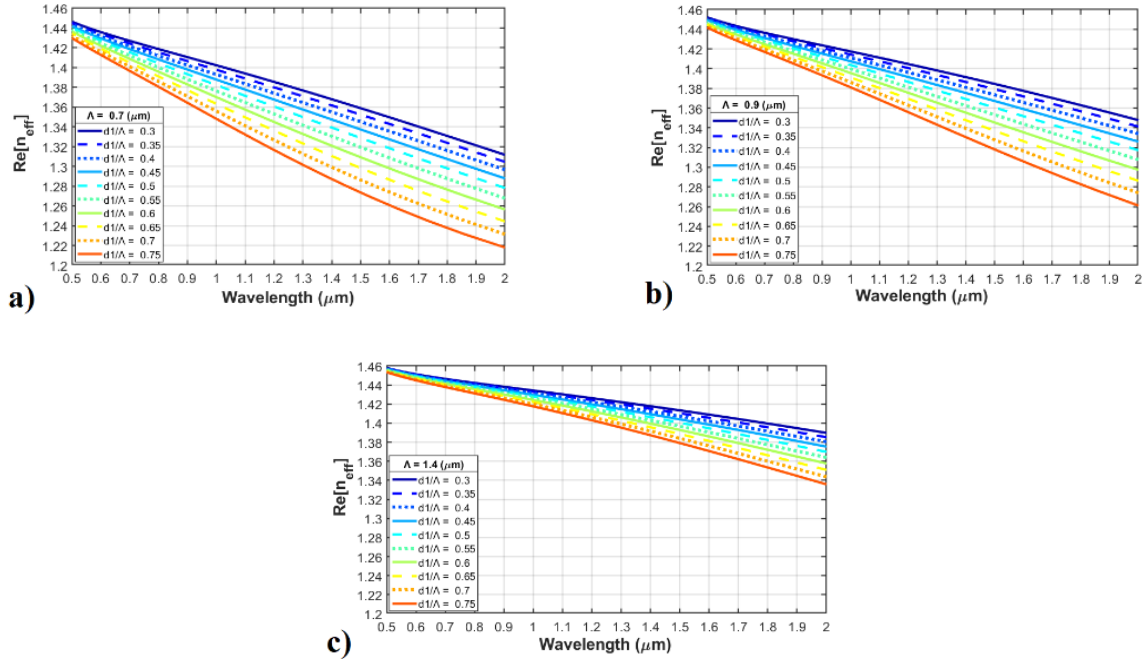 1.46
1.44
1.42
1.4
1.38
1.36
1.34
1.32
1.3
1.28
1.26
1.24
1.22
1.2
Re[n_eff]
Λ = 0.7 (μm)
d1/Λ = 0.3
d1/Λ = 0.35
d1/Λ = 0.4
d1/Λ = 0.45
d1/Λ = 0.5
d1/Λ = 0.55
d1/Λ = 0.6
d1/Λ = 0.65
d1/Λ = 0.7
d1/Λ = 0.75
0.5 0.6 0.7 0.8 0.9 1 1.1 1.2 1.3 1.4 1.5 1.6 1.7 1.8 1.9 2
Wavelength (μm)
a)
1.46
1.44
1.42
1.4
1.38
1.36
1.34
1.32
1.3
1.28
1.26
1.24
1.22
1.2
Re[n_eff]
Λ = 0.9 (μm)
d1/Λ = 0.3
d1/Λ = 0.35
d1/Λ = 0.4
d1/Λ = 0.45
d1/Λ = 0.5
d1/Λ = 0.55
d1/Λ = 0.6
d1/Λ = 0.65
d1/Λ = 0.7
d1/Λ = 0.75
0.5 0.6 0.7 0.8 0.9 1 1.1 1.2 1.3 1.4 1.5 1.6 1.7 1.8 1.9 2
Wavelength (μm)
b)
1.46
1.44
1.42
1.4
1.38
1.36
1.34
1.32
1.3
1.28
1.26
1.24
1.22
1.2
Re[n_eff]
Λ = 1.4 (μm)
d1/Λ = 0.3
d1/Λ = 0.35
d1/Λ = 0.4
d1/Λ = 0.45
d1/Λ = 0.5
d1/Λ = 0.55
d1/Λ = 0.6
d1/Λ = 0.65
d1/Λ = 0.7
d1/Λ = 0.75
0.5 0.6 0.7 0.8 0.9 1 1.1 1.2 1.3 1.4 1.5 1.6 1.7 1.8 1.9 2
Wavelength (μm)
c)